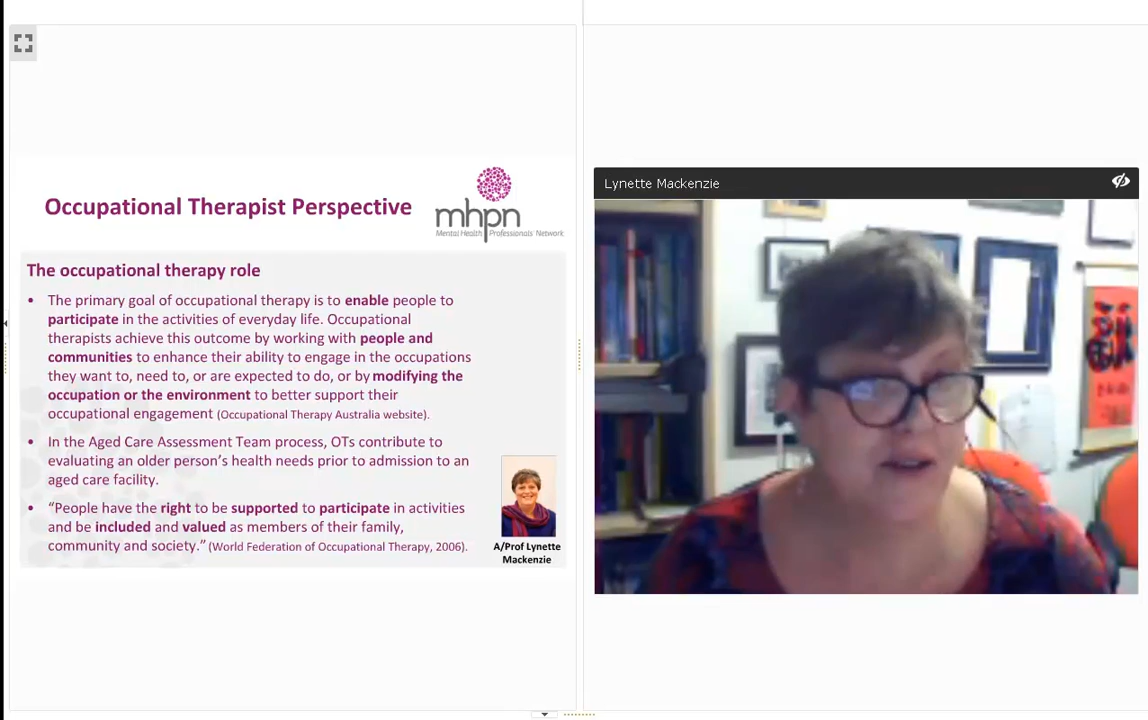 Occupational Therapist Perspective
mhpn
Mental Health Professionals' Network
The occupational therapy role
• The primary goal of occupational therapy is to enable people to
participate in the activities of everyday life. Occupational
therapists achieve this outcome by working with people and
communities to enhance their ability to engage in the occupations
they want to, need to, or are expected to do, or by modifying the
occupation or the environment to better support their
occupational engagement (Occupational Therapy Australia website).
• In the Aged Care Assessment Team process, OTs contribute to
evaluating an older person's health needs prior to admission to an
aged care facility.
• “People have the right to be supported to participate in activities
and be included and valued as members of their family,
community and society.” (World Federation of Occupational Therapy, 2006).
A/Prof Lynette
Mackenzie
Lynette Mackenzie